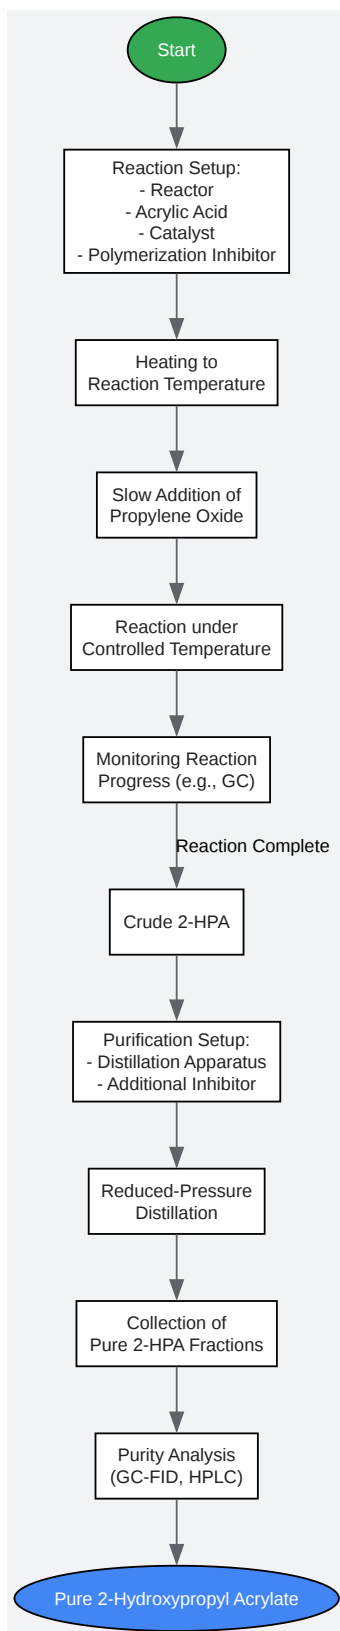 Start
Reaction Setup:
- Reactor
- Acrylic Acid
- Catalyst
- Polymerization Inhibitor
Heating to
Reaction Temperature
Slow Addition of
Propylene Oxide
Reaction under
Controlled Temperature
Monitoring Reaction
Progress (e.g., GC)
Reaction Complete
Crude 2-HPA
Purification Setup:
- Distillation Apparatus
- Additional Inhibitor
Reduced-Pressure
Distillation
Collection of
Pure 2-HPA Fractions
Purity Analysis
(GC-FID, HPLC)
Pure 2-Hydroxypropyl Acrylate